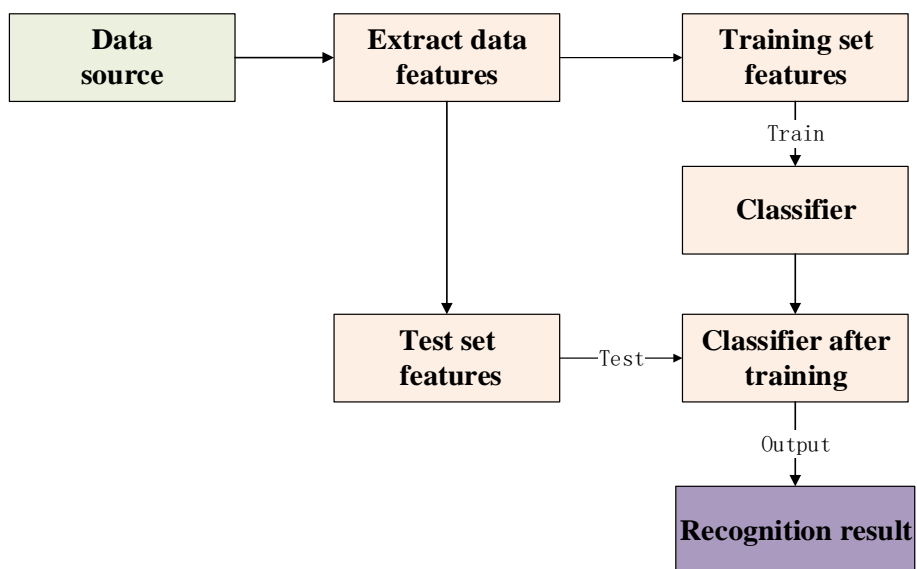 Data
source
Extract data
features
Training set
features
Train
Classifier
Test set
features
Test
Classifier after
training
Output
Recognition result